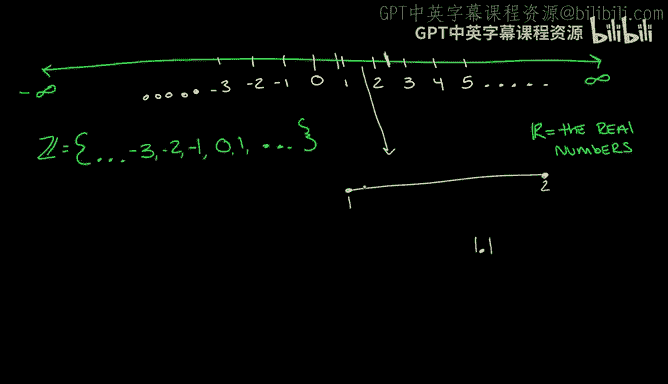 GPT中英字幕课程资源@bilibili.com
GPT中英字幕课程资源 bilibili
-∞ ..... -3 -2 -1 0 1 2 3 4 5 ...... ∞
ℤ={...-3,-2,-1,0,1,...}
ℝ=THE REAL
NUMBERS
1 2
1.1